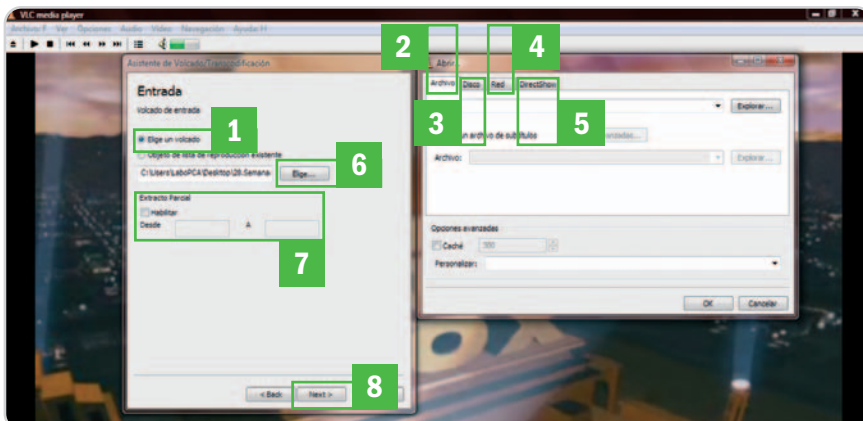 VLC media player
Archivo F Ver Opciones Audio Video Navegación Ayuda H
Asistente de Volcado/Transcodificación
Entrada
Volcado de entrada
1
Elige un volcado
Objeto de lista de reproducción existente
C:\Users\LaboPCA\Desktop\28.Semana
Elige...
6
Extracto Parcial
Habilitar
Desde
A
7
< Back
Next >
8
2
Abrir...
4
Archivo
Disco
Red
DirectShow
3
5
Explorar...
un archivo de subtítulos
Archivo:
Explorar...
Opciones avanzadas
Caché
300
Personalizar:
OK
Cancelar